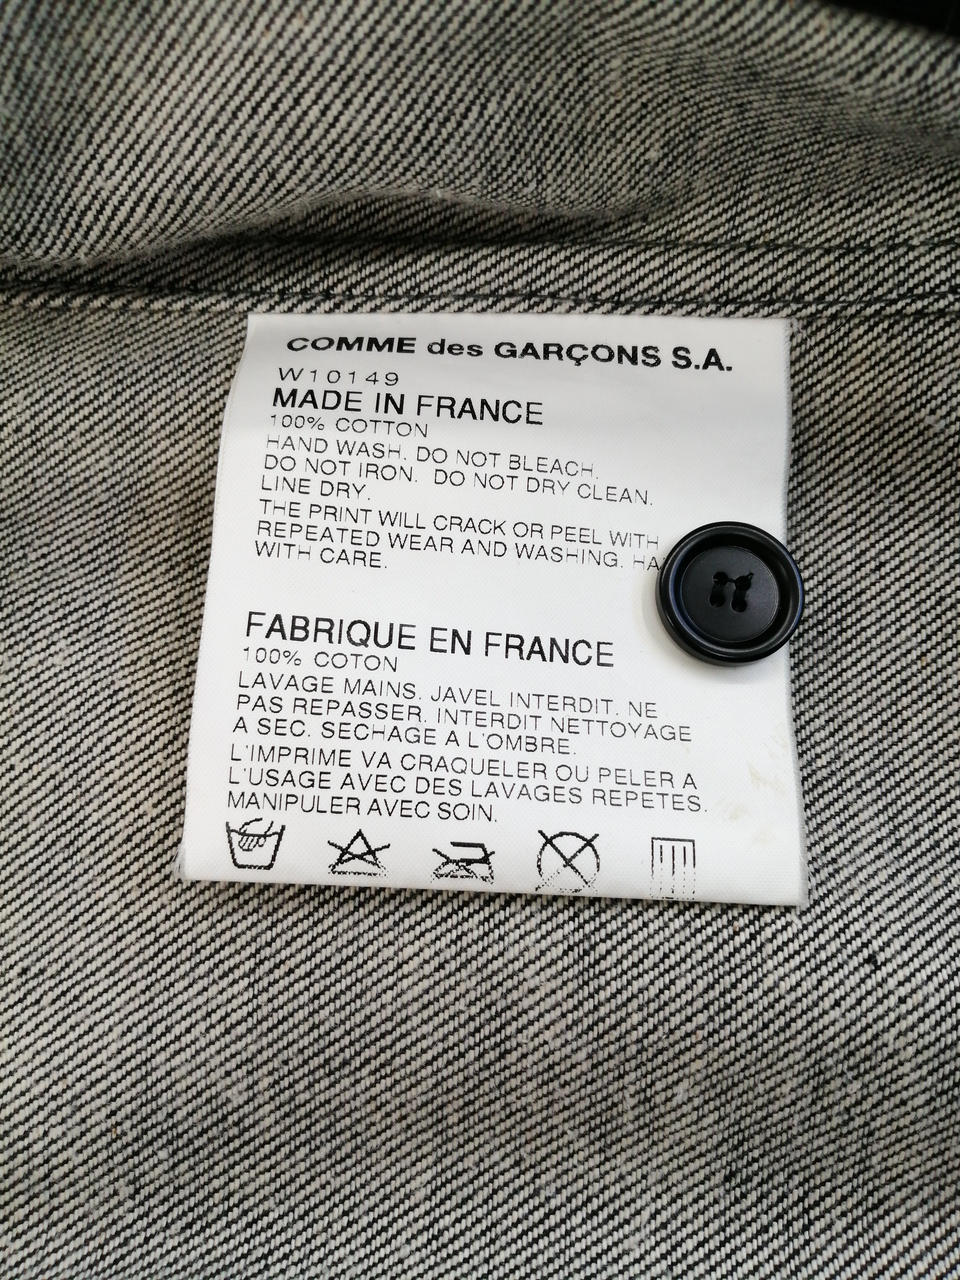 COMME des GARÇONS S.A.
W10149
MADE IN FRANCE
100% COTTON
HAND WASH. DO NOT BLEACH.
DO NOT IRON. DO NOT DRY CLEAN.
LINE DRY.
THE PRINT WILL CRACK OR PEEL WITH
REPEATED WEAR AND WASHING.
WITH CARE.
FABRIQUE EN FRANCE
100% COTON
LAVAGE MAINS. JAVEL INTERDIT. NE
PAS REPASSER. INTERDIT NETTOYAGE
A SEC. SECHAGE A L'OMBRE.
L'IMPRIME VA CRAQUELER OU PELER A
L'USAGE AVEC DES LAVAGES REPETES.
MANIPULER AVEC SOIN.